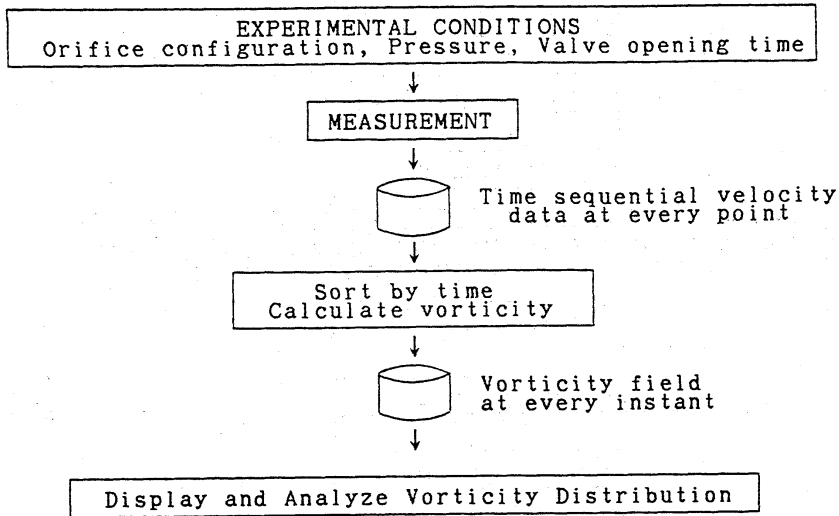 EXPERIMENTAL CONDITIONS
Orifice configuration, Pressure, Valve opening time
MEASUREMENT
Time sequential velocity
data at every point
Sort by time
Calculate vorticity
Vorticity field
at every instant
Display and Analyze Vorticity Distribution